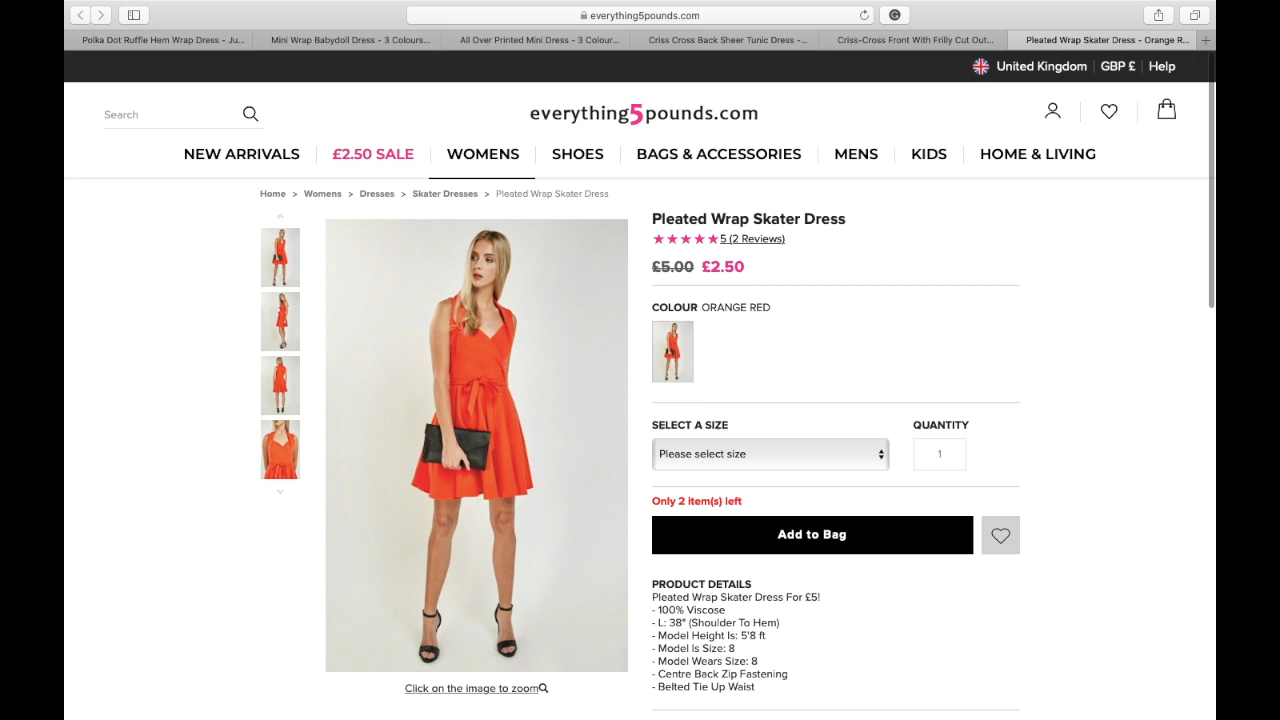 everything5pounds.com
Polka Dot Ruffle Hem Wrap Dress - Ju...
Mini Wrap Babydoll Dress - 3 Colours...
All Over Printed Mini Dress - 3 Colour...
Criss Cross Back Sheer Tunic Dress -...
Criss-Cross Front With Frilly Cut Out...
Pleated Wrap Skater Dress - Orange R...
United Kingdom | GBP £ | Help
Search
everything5pounds.com
NEW ARRIVALS
£2.50 SALE
WOMENS
SHOES
BAGS & ACCESSORIES
MENS
KIDS
HOME & LIVING
Home > Womens > Dresses > Skater Dresses > Pleated Wrap Skater Dress
Pleated Wrap Skater Dress
5 (2 Reviews)
£5.00 £2.50
COLOUR ORANGE RED
SELECT A SIZE
QUANTITY
Please select size
1
Only 2 item(s) left
Add to Bag
PRODUCT DETAILS
Pleated Wrap Skater Dress For £5!
- 100% Viscose
- L: 38" (Shoulder To Hem)
- Model Height Is: 5'8 ft
- Model Is Size: 8
- Model Wears Size: 8
- Centre Back Zip Fastening
- Belted Tie Up Waist
Click on the image to zoom